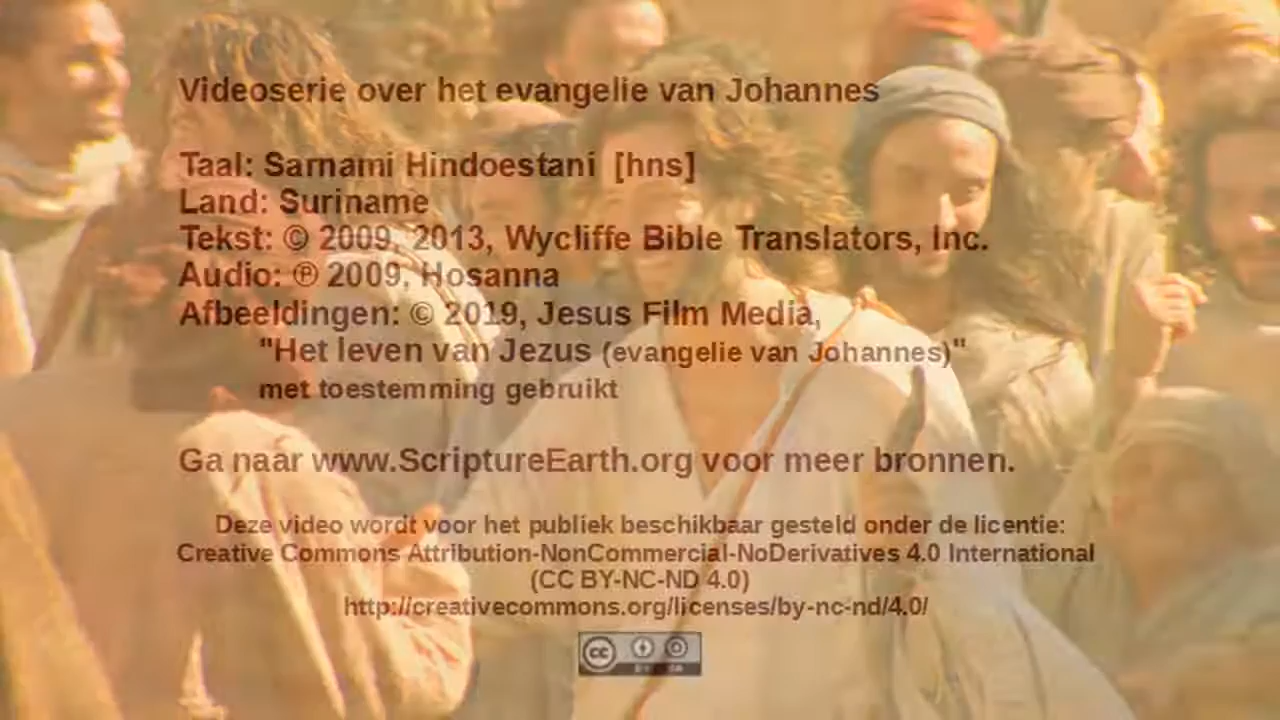 Videoserie over het evangelie van Johannes
Taal: Sarnami Hindoestani [hns]
Land: Suriname
Tekst: © 2009, 2013, Wycliffe Bible Translators, Inc.
Audio: ℗ 2009, Hosanna
Afbeeldingen: © 2019, Jesus Film Media,
"Het leven van Jezus (evangelie van Johannes)"
met toestemming gebruikt
Ga naar www.ScriptureEarth.org voor meer bronnen.
Deze video wordt voor het publiek beschikbaar gesteld onder de licentie:
Creative Commons Attribution-NonCommercial-NoDerivatives 4.0 International
(CC BY-NC-ND 4.0)
http://creativecommons.org/licenses/by-nc-nd/4.0/
cc